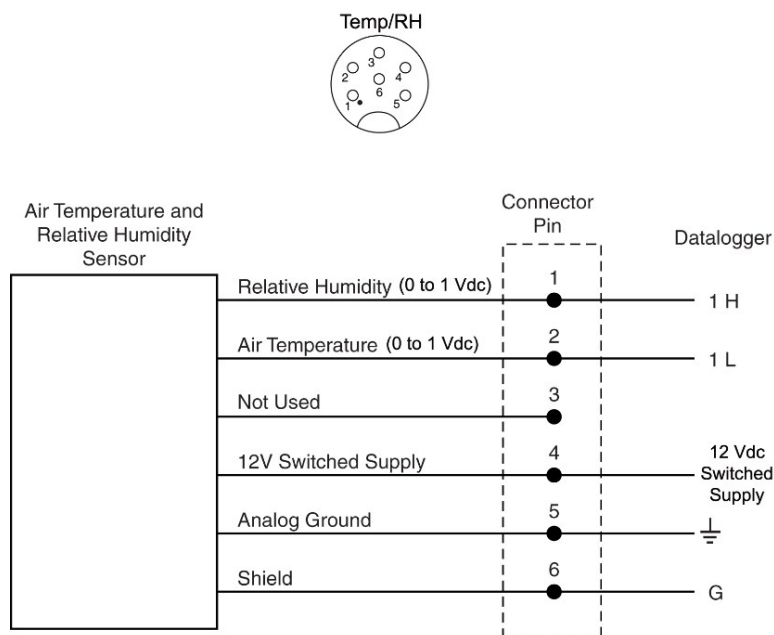 Temp/RH
3
2
4
6
1
5
Air Temperature and
Relative Humidity
Sensor
Connector
Pin
Datalogger
Relative Humidity (0 to 1 Vdc)
1
1 H
Air Temperature (0 to 1 Vdc)
2
1 L
Not Used
3
12V Switched Supply
4
12 Vdc
Switched
Supply
Analog Ground
5
Shield
6
G